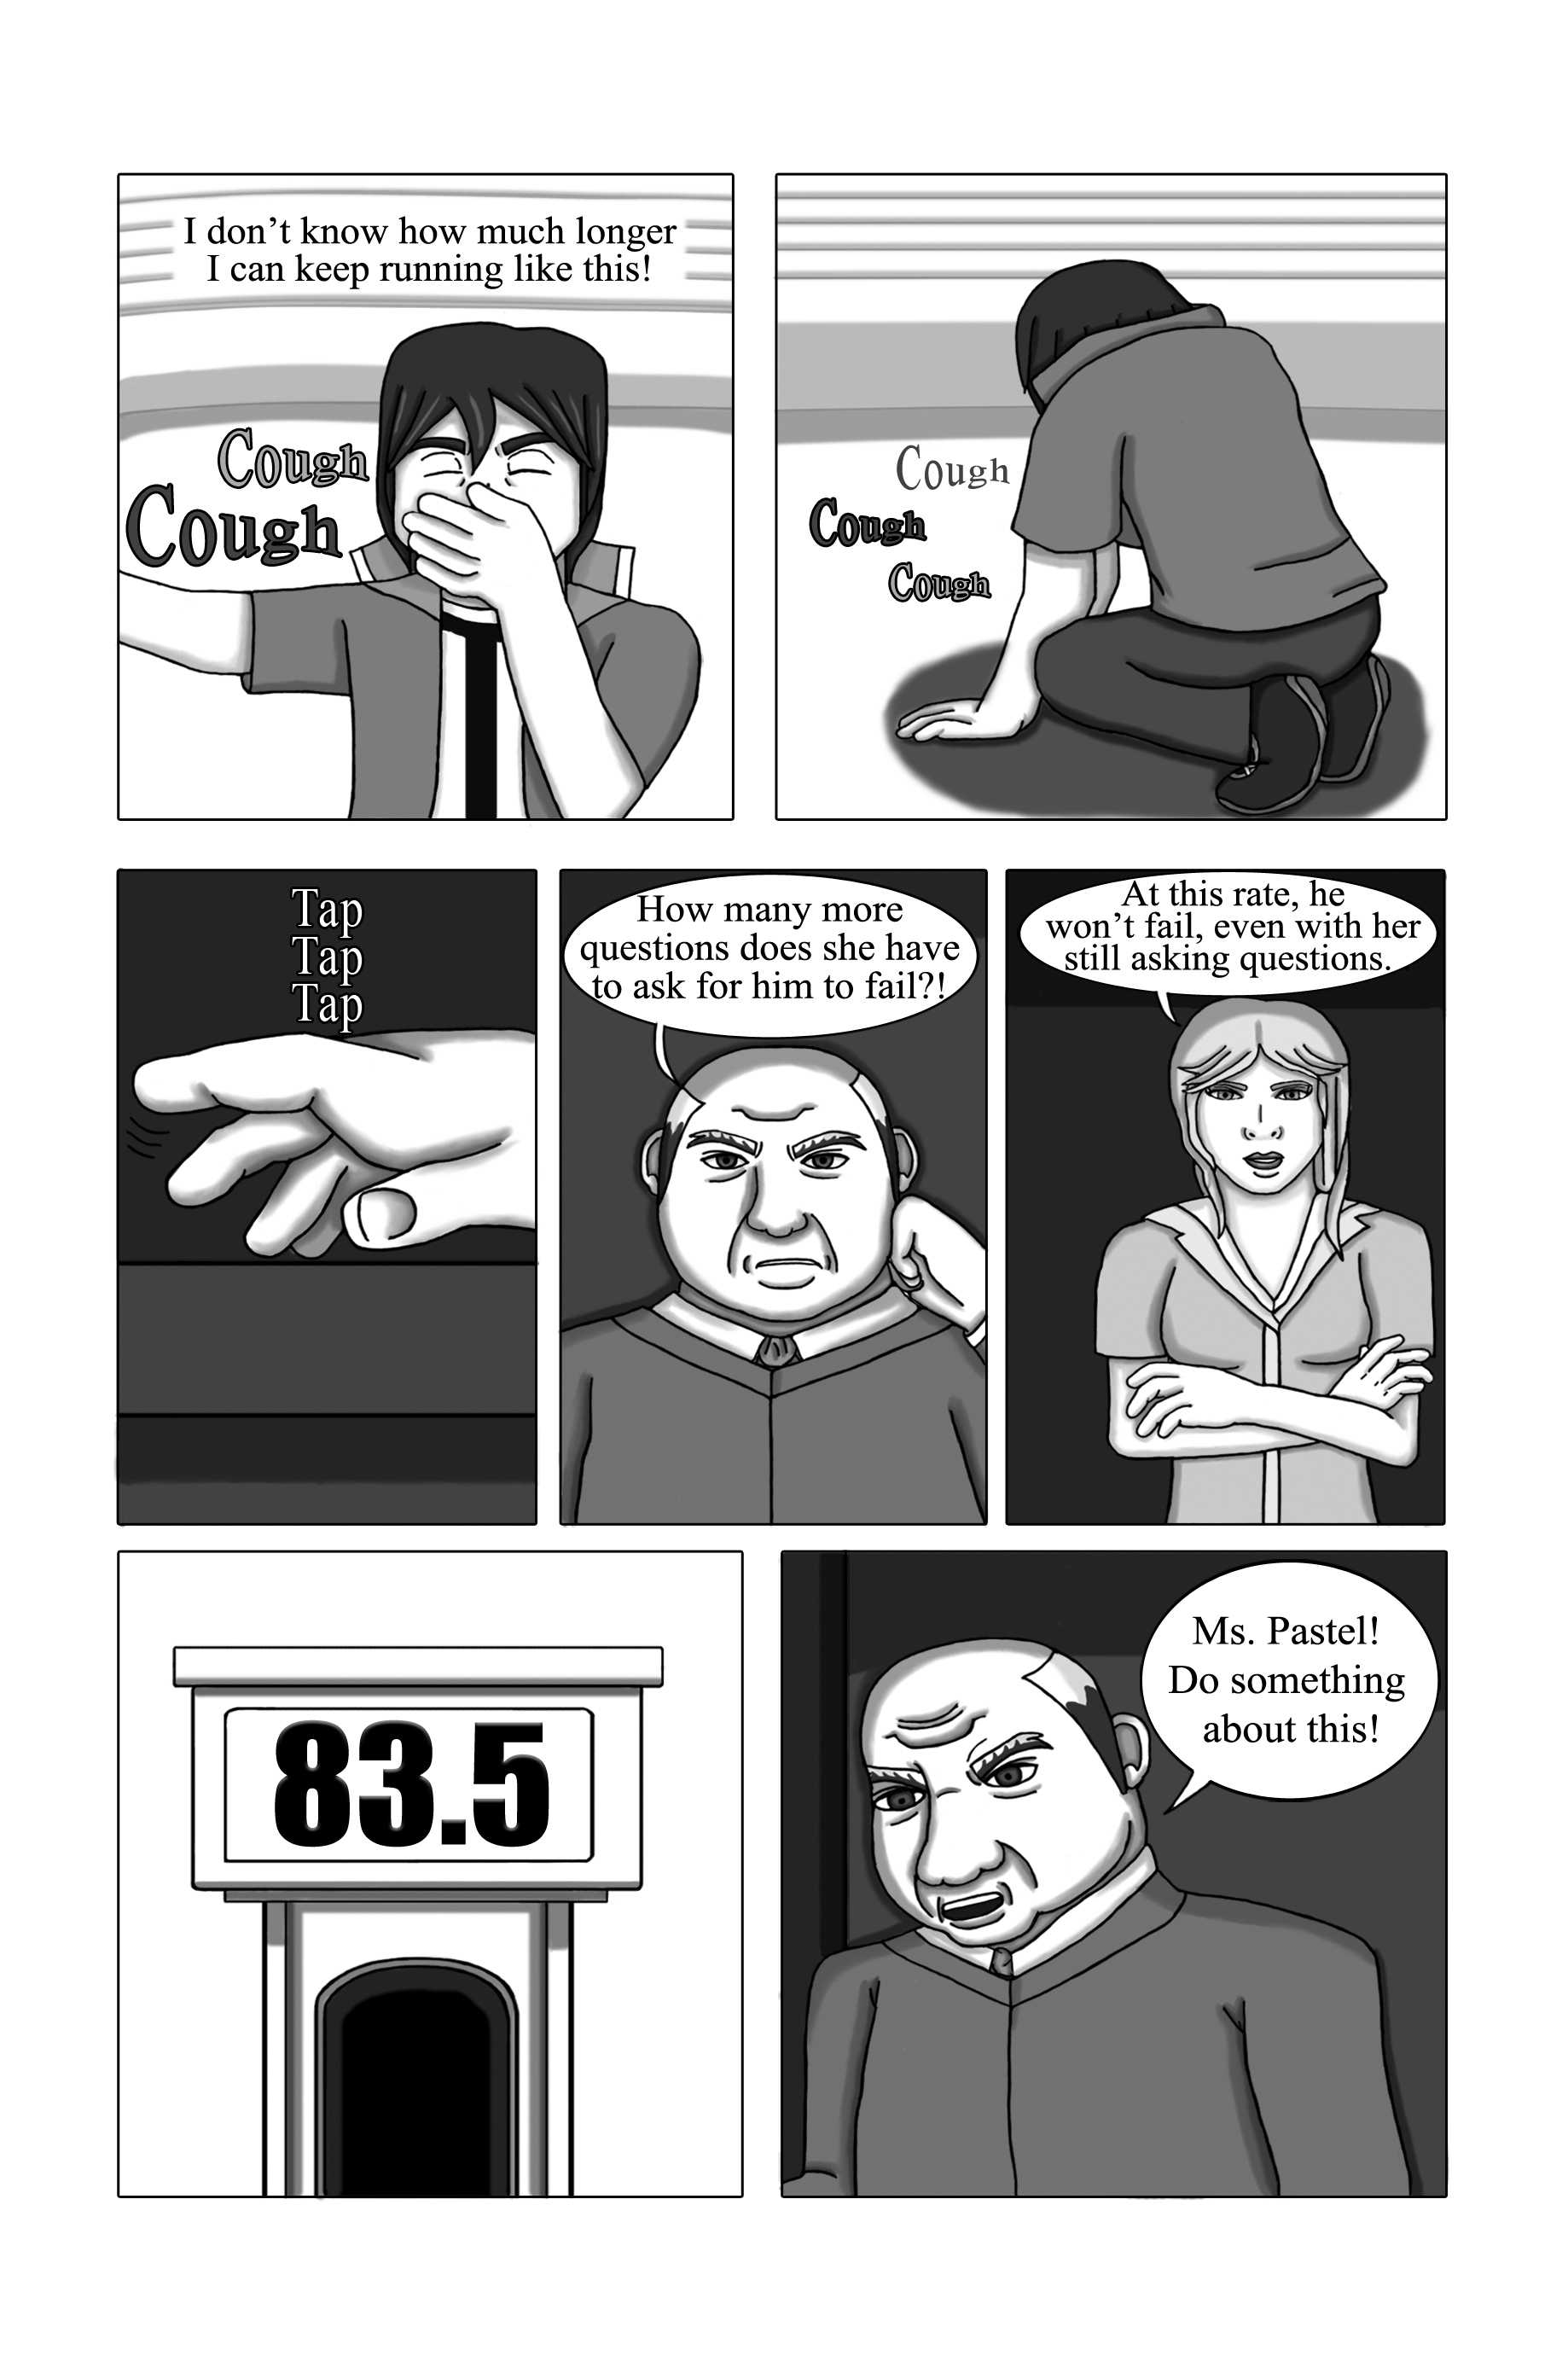 I don't know how much longer
I can keep running like this!
Cough
Cough
Cough
Cough
Cough
Tap
Tap
Tap
How many more
questions does she have
to ask for him to fail?!
At this rate, he
won't fail, even with her
still asking questions.
83.5
Ms. Pastel!
Do something
about this!